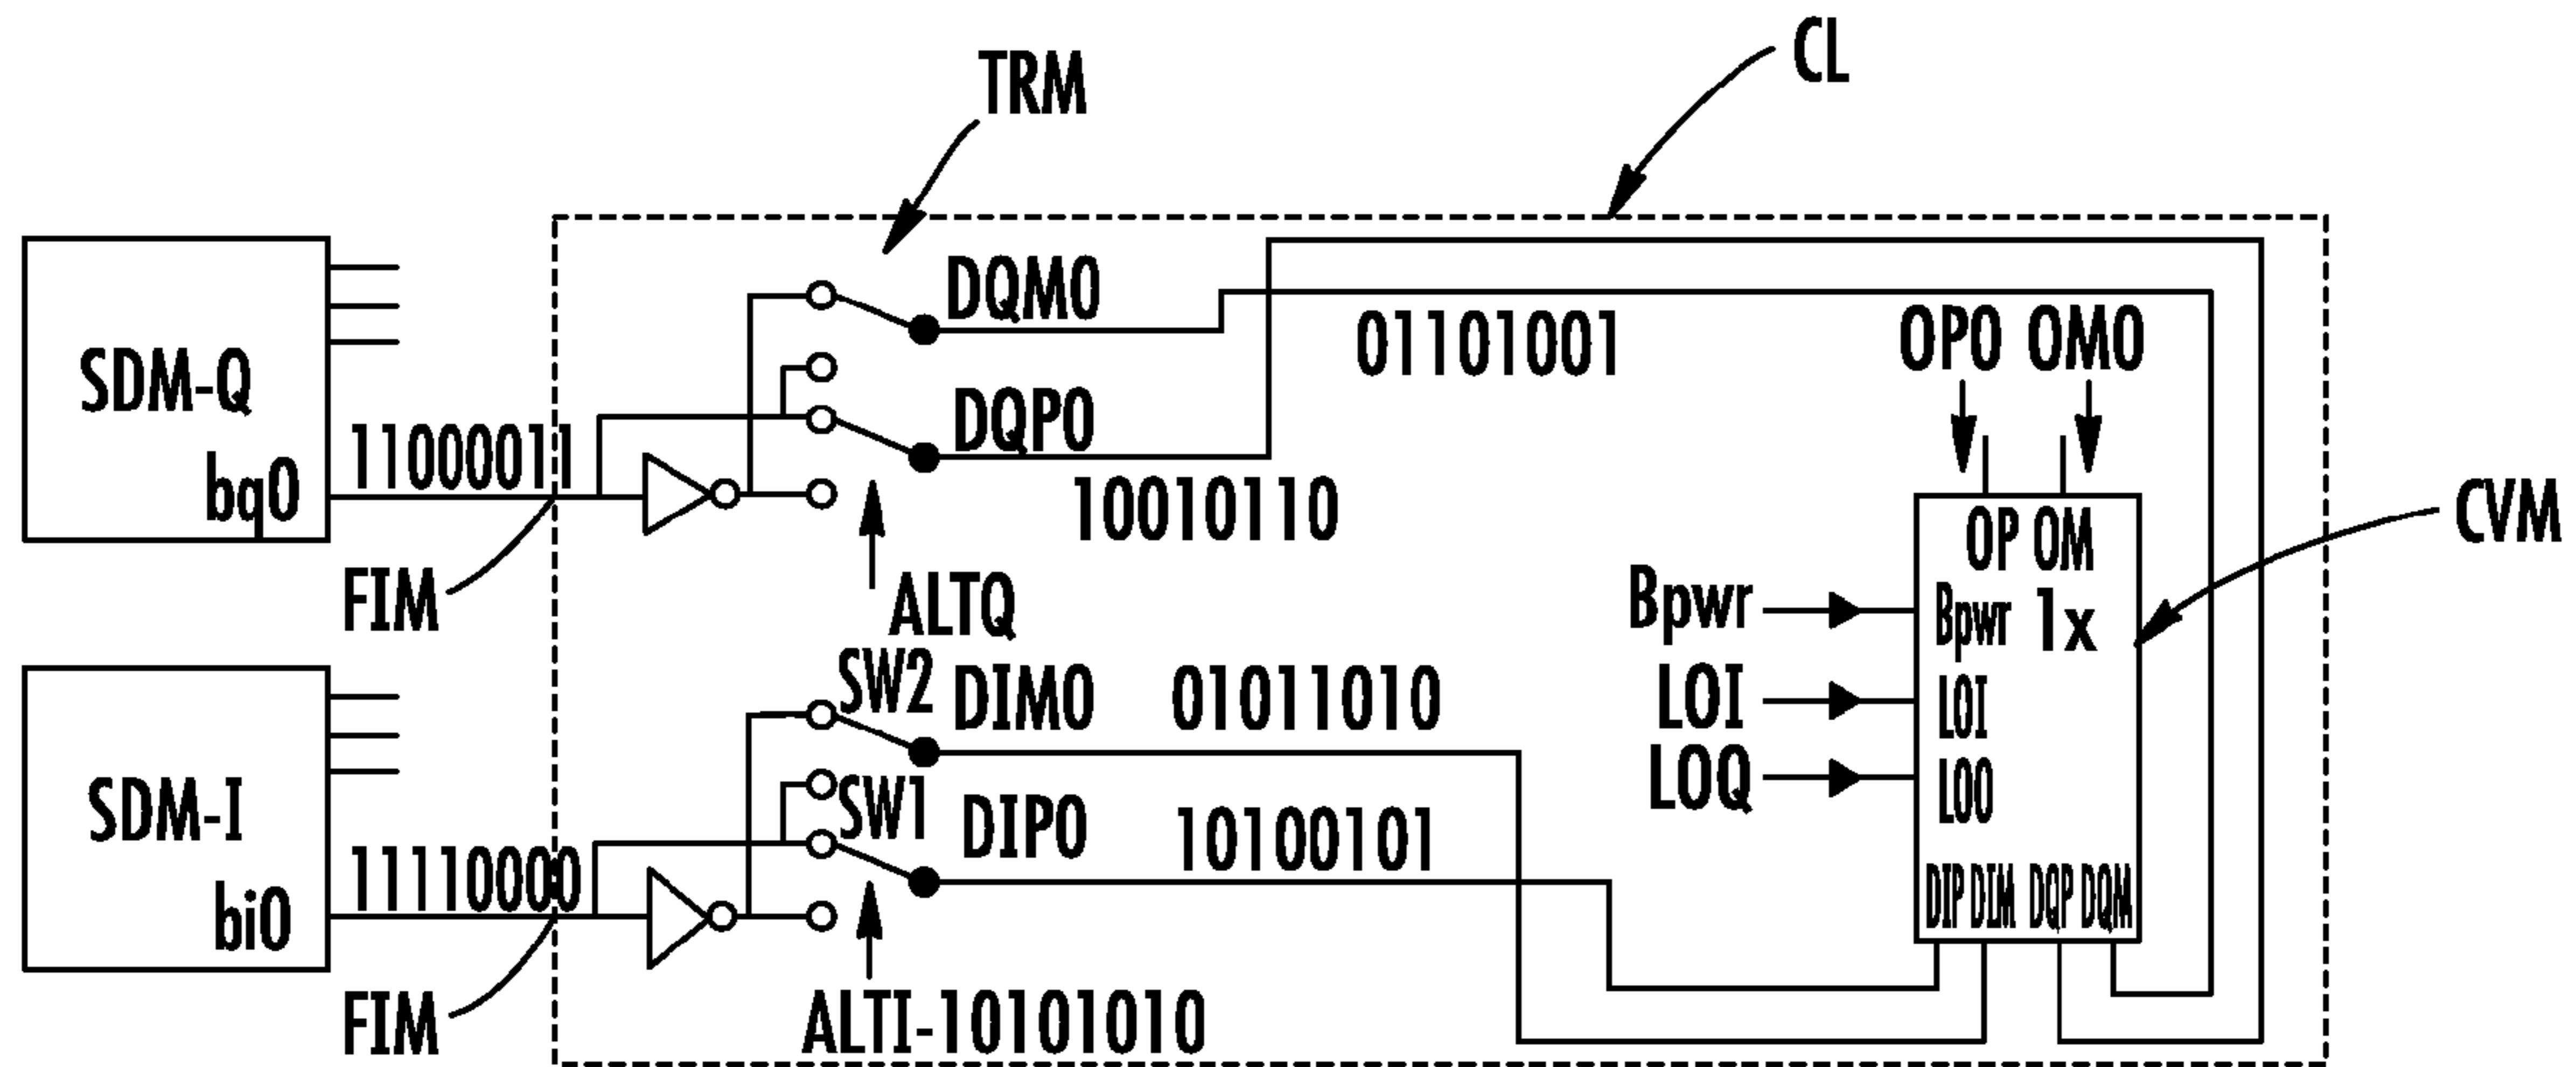 CL
TRM
DQM0
01101001
OP0 OM0
SDM-Q
DQP0
11000011
bq0
10010110
CVM
OP OM
FIM
ALTQ
Bpwr
Bpwr 1x
SW2
DIM0
01011010
LOI
LOI
LOQ
LOO
SDM-I
SW1
DIP0
10100101
11110000
bi0
DIP DIM DQP DQM
FIM
ALTI-10101010